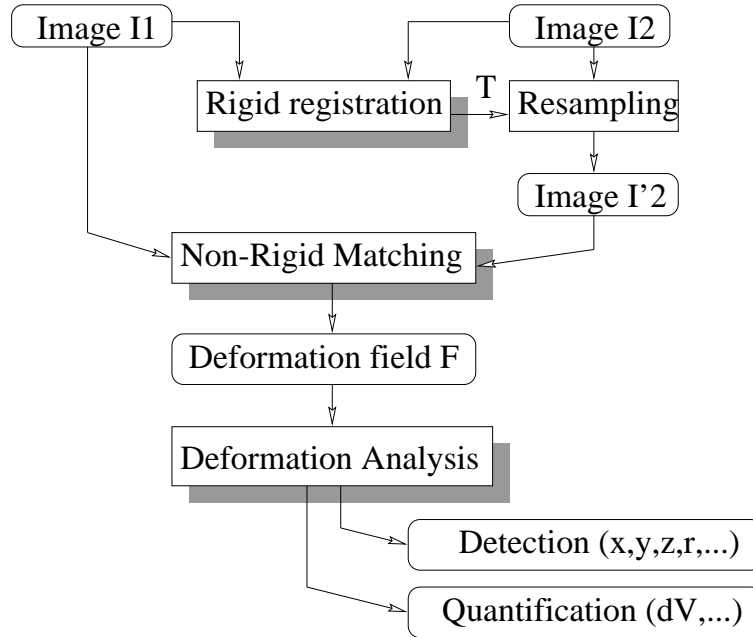 Image I1
Image I2
Rigid registration
T
Resampling
Image I'2
Non-Rigid Matching
Deformation field F
Deformation Analysis
Detection (x,y,z,r,...)
Quantification (dV,...)